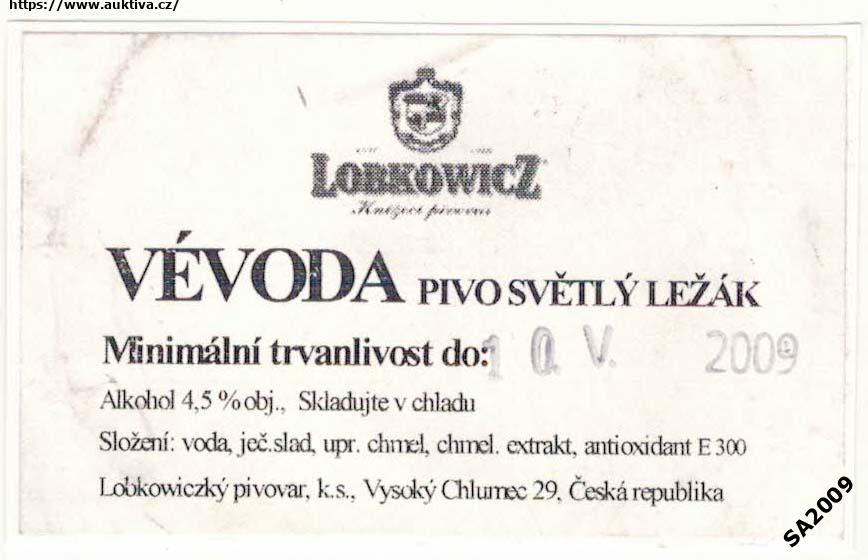 https://www.auktiva.cz/
LOBKOWICZ
Knížecí pivovar
VÉVODA PIVO SVĚTLÝ LEŽÁK
Minimální trvanlivost do: 10. V. 2009
Alkohol 4,5 % obj., Skladujte v chladu
Složení: voda, ječ.slad, upr. chmel, chmel. extrakt, antioxidant E 300
Lobkowiczký pivovar, k.s., Vysoký Chlumec 29, Česká republika
SA2009